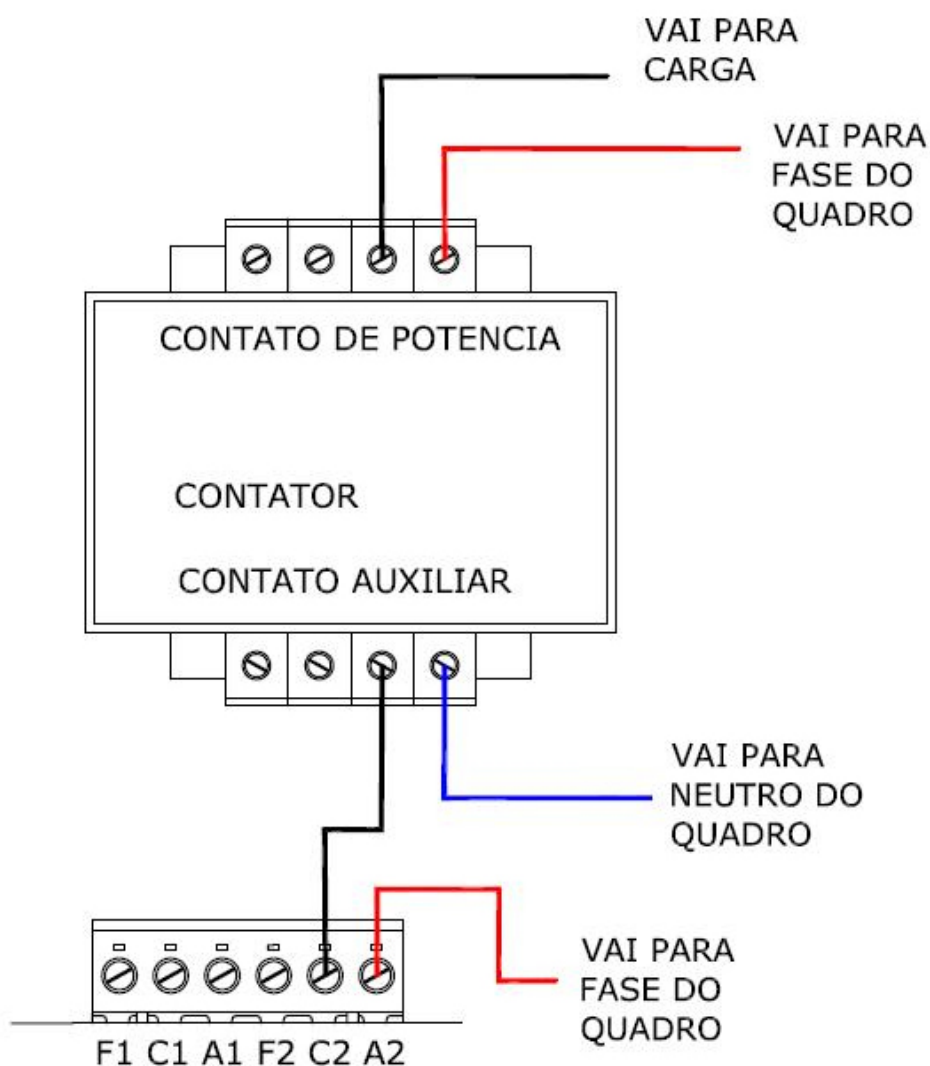 VAI PARA
CARGA
VAI PARA
FASE DO
QUADRO
CONTATO DE POTENCIA
CONTATOR
CONTATO AUXILIAR
VAI PARA
NEUTRO DO
QUADRO
VAI PARA
FASE DO
QUADRO
F1 C1 A1 F2 C2 A2